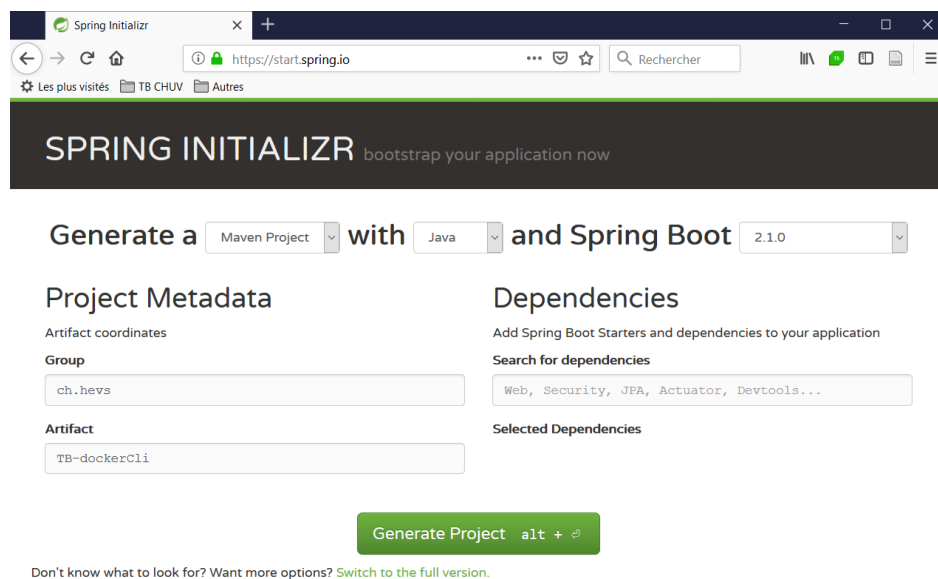 Spring Initializr
https://start.spring.io
Rechercher
Les plus visités TB CHUV Autres
SPRING INITIALIZR bootstrap your application now
Generate a Maven Project with Java and Spring Boot 2.1.0
Project Metadata
Artifact coordinates
Group
ch.hevs
Artifact
TB-dockerCli
Dependencies
Add Spring Boot Starters and dependencies to your application
Search for dependencies
Web, Security, JPA, Actuator, Devtools...
Selected Dependencies
Generate Project alt + ⏎
Don't know what to look for? Want more options? Switch to the full version.